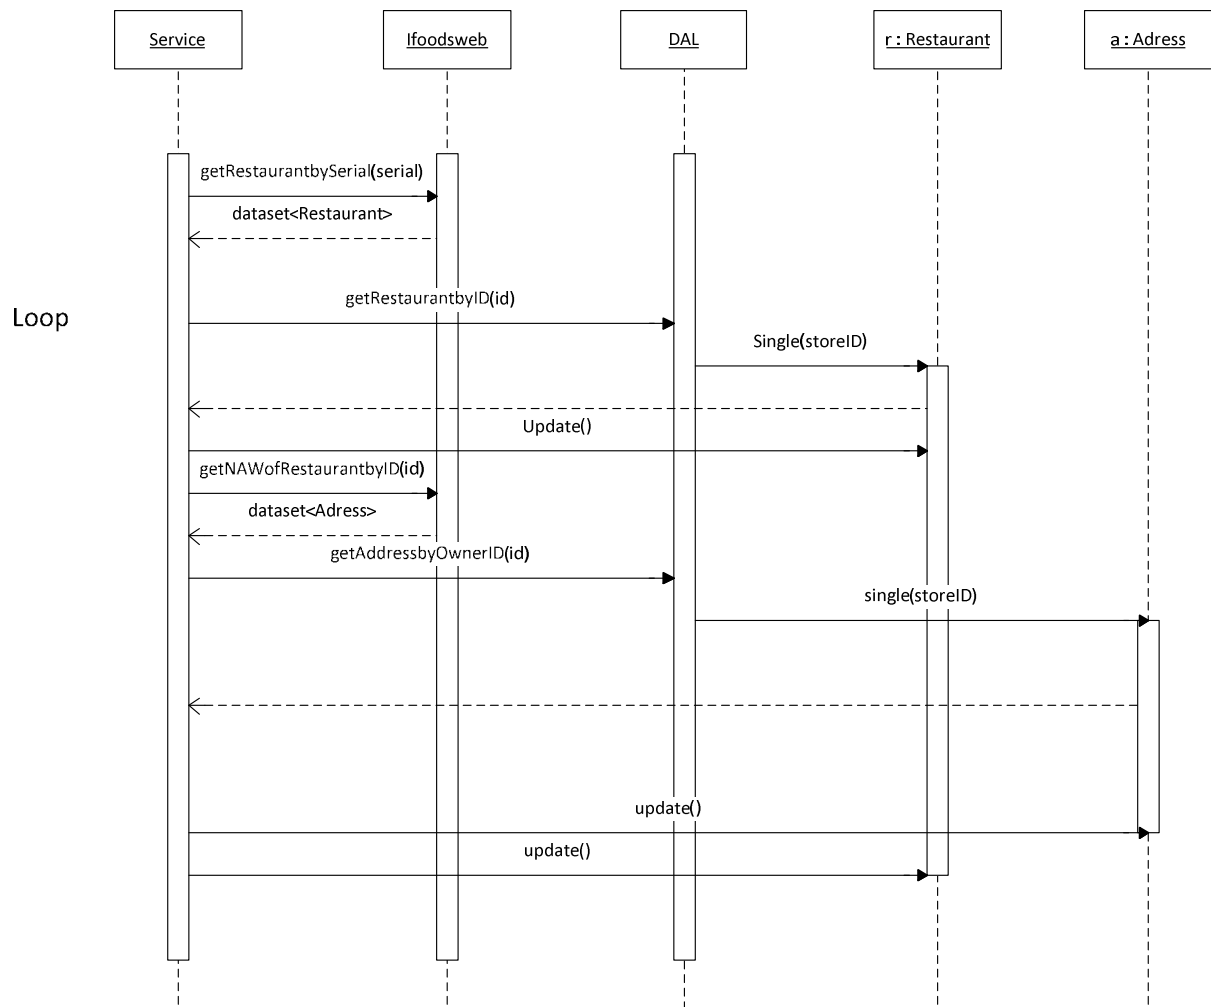 Service
Ifoodsweb
DAL
r : Restaurant
a : Adress
getRestaurantbySerial(serial)
dataset<Restaurant>
getRestaurantbyID(id)
Loop
Single(storeID)
Update()
getNAWofRestaurantbyID(id)
dataset<Adress>
getAddressbyOwnerID(id)
single(storeID)
update()
update()